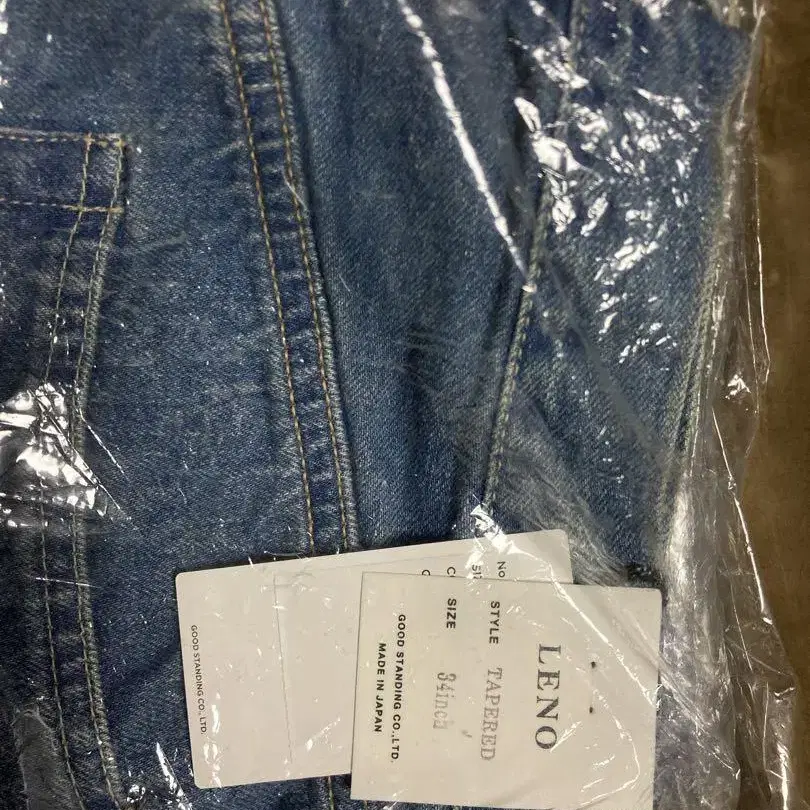 LENO
STYLE TAPERED
SIZE 34inch
GOOD STANDING CO.,LTD.
MADE IN JAPAN
No
GOOD STANDING CO., LTD.